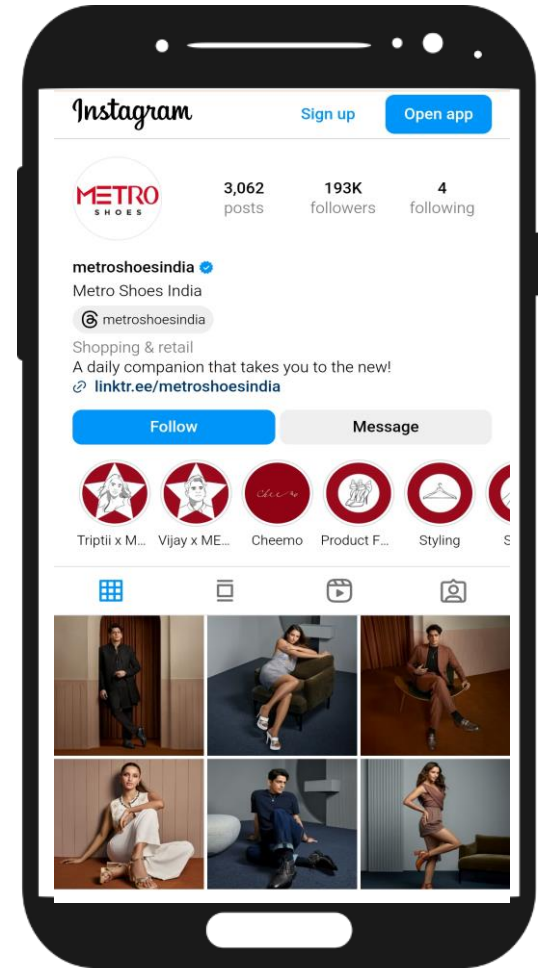 Instagram
Sign up
Open app
METRO
SHOES
3,062
posts
193K
followers
4
following
metroshoesindia
Metro Shoes India
metroshoesindia
Shopping & retail
A daily companion that takes you to the new!
linktr.ee/metroshoesindia
Follow
Message
Cheemo
Triptii x M...
Vijay x ME...
Cheemo
Product F...
Styling
S